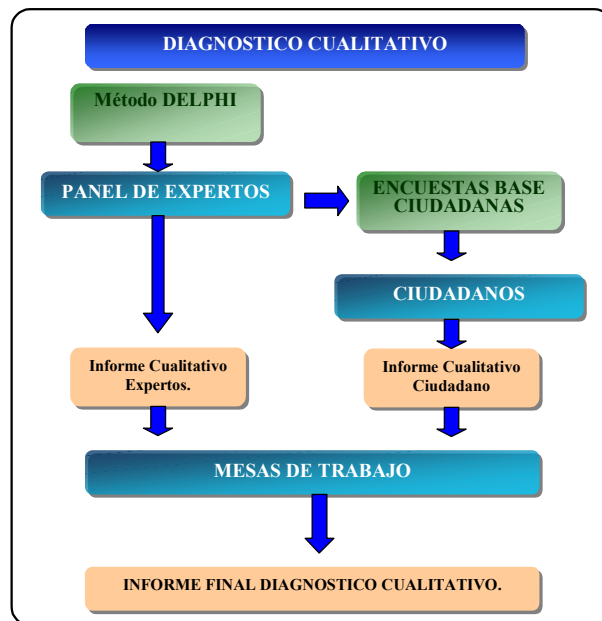 DIAGNOSTICO CUALITATIVO
Método DELPHI
PANEL DE EXPERTOS
ENCUESTAS BASE
CIUDADANAS
CIUDADANOS
Informe Cualitativo
Expertos.
Informe Cualitativo
Ciudadano
MESAS DE TRABAJO
INFORME FINAL DIAGNOSTICO CUALITATIVO.